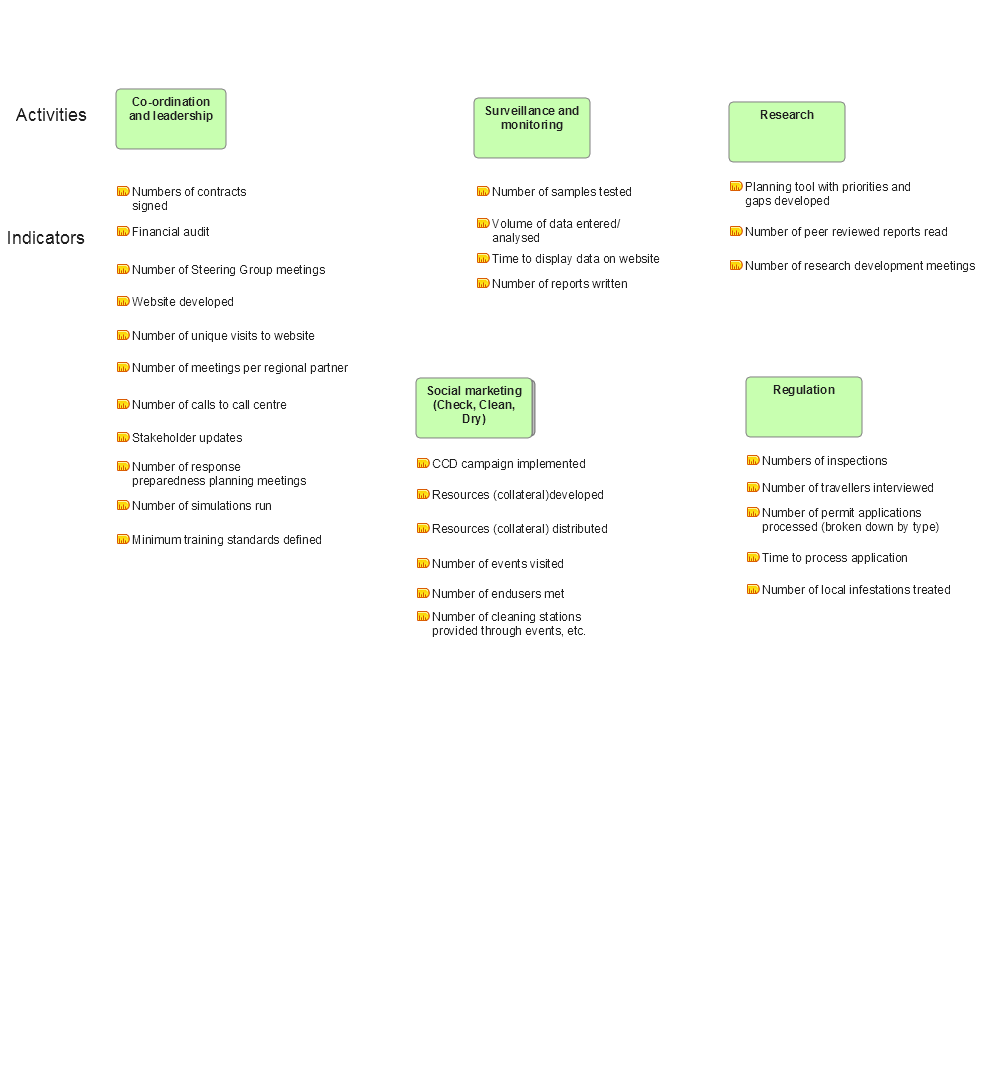 Activities
Co-ordination
and leadership
Numbers of contracts
signed
Indicators
Financial audit
Number of Steering Group meetings
Website developed
Number of unique visits to website
Number of meetings per regional partner
Number of calls to call centre
Stakeholder updates
Number of response
preparedness planning meetings
Number of simulations run
Minimum training standards defined
Surveillance and
monitoring
Number of samples tested
Volume of data entered/
analysed
Time to display data on website
Number of reports written
Research
Planning tool with priorities and
gaps developed
Number of peer reviewed reports read
Number of research development meetings
Social marketing
(Check, Clean,
Dry)
CCD campaign implemented
Resources (collateral)developed
Resources (collateral) distributed
Number of events visited
Number of endusers met
Number of cleaning stations
provided through events, etc.
Regulation
Numbers of inspections
Number of travellers interviewed
Number of permit applications
processed (broken down by type)
Time to process application
Number of local infestations treated